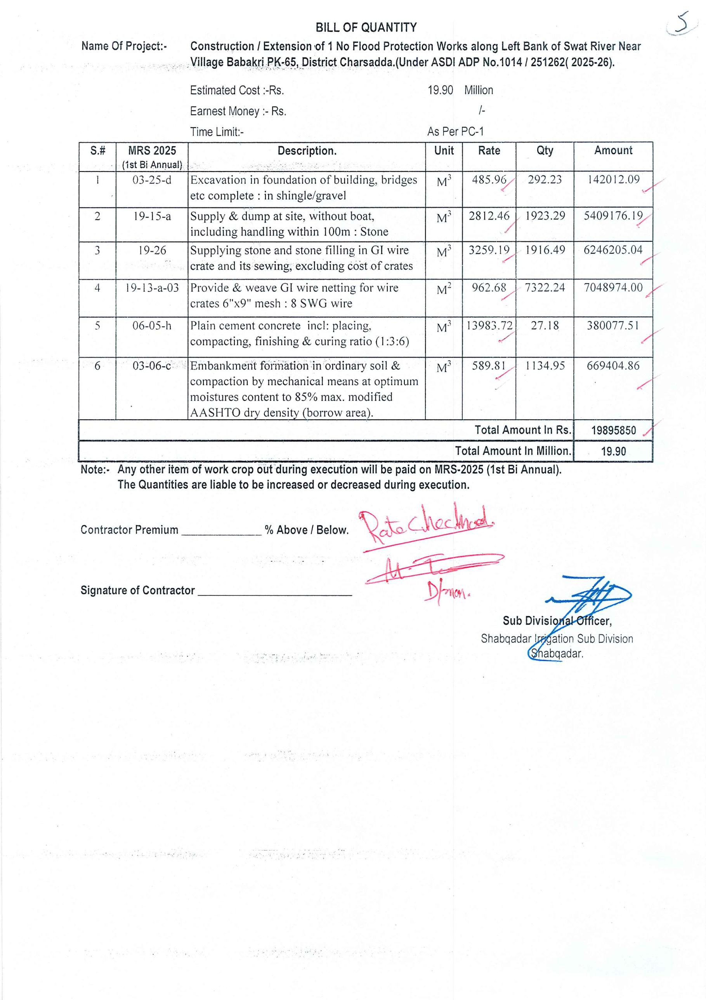 5
BILL OF QUANTITY
Name Of Project:- Construction / Extension of 1 No Flood Protection Works along Left Bank of Swat River Near
Village Babakri PK-65, District Charsadda.(Under ASDI ADP No.1014 / 251262( 2025-26).
Estimated Cost :-Rs. 19.90 Million
Earnest Money :- Rs. /-
Time Limit:- As Per PC-1
S.# MRS 2025 Description. Unit Rate Qty Amount
(1st Bi Annual)
1 03-25-d Excavation in foundation of building, bridges M³ 485.96 292.23 142012.09
etc complete : in shingle/gravel
2 19-15-a Supply & dump at site, without boat, M³ 2812.46 1923.29 5409176.19
including handling within 100m : Stone
3 19-26 Supplying stone and stone filling in GI wire M³ 3259.19 1916.49 6246205.04
crate and its sewing, excluding cost of crates
4 19-13-a-03 Provide & weave GI wire netting for wire M² 962.68 7322.24 7048974.00
crates 6"x9" mesh : 8 SWG wire
5 06-05-h Plain cement concrete incl: placing, M³ 13983.72 27.18 380077.51
compacting, finishing & curing ratio (1:3:6)
6 03-06-c Embankment formation in ordinary soil & M³ 589.81 1134.95 669404.86
compaction by mechanical means at optimum
moistures content to 85% max. modified
AASHTO dry density (borrow area).
Total Amount In Rs. 19895850
Total Amount In Million. 19.90
Note:- Any other item of work crop out during execution will be paid on MRS-2025 (1st Bi Annual).
The Quantities are liable to be increased or decreased during execution.
Rate Checked.
Contractor Premium ______________ % Above / Below.
Signature of Contractor ___________________________
D/man.
Sub Divisional Officer,
Shabqadar Irrigation Sub Division
Shabqadar.